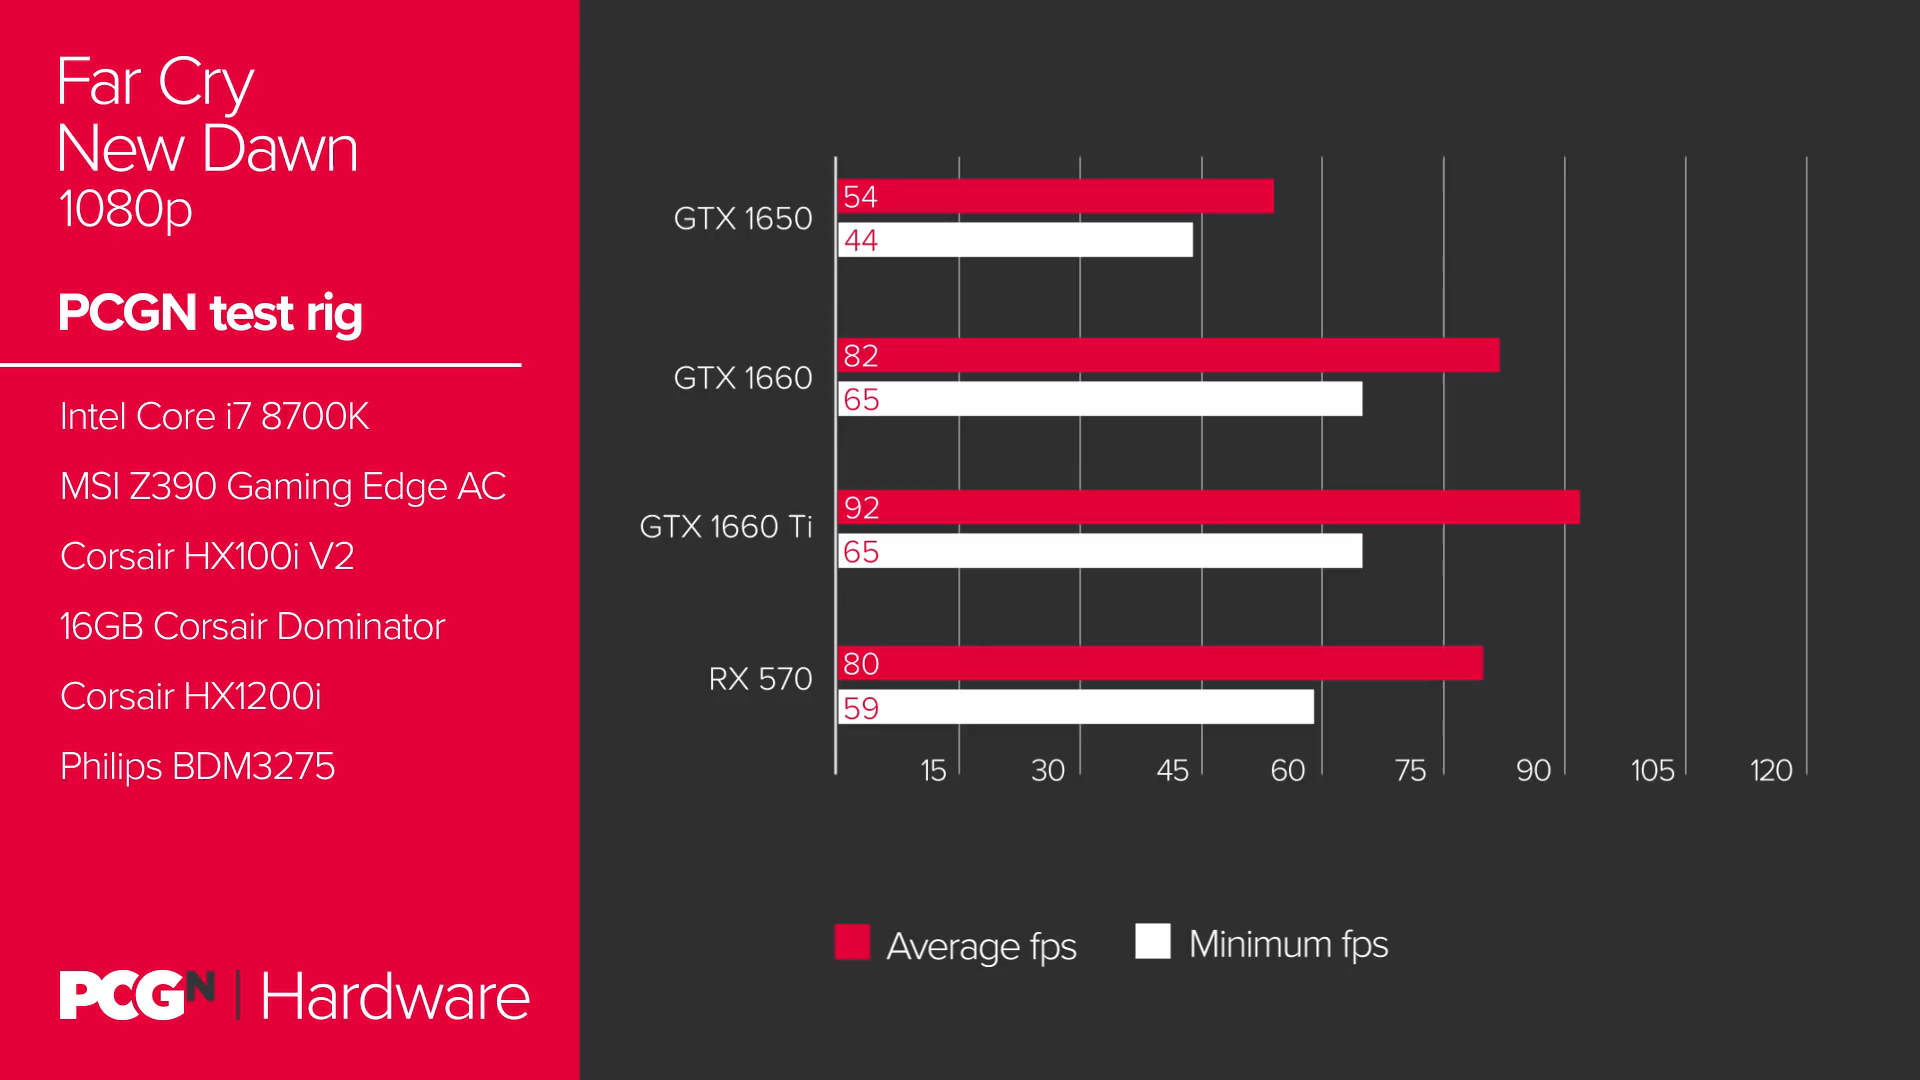 Far Cry
New Dawn
1080p
PCGN test rig
Intel Core i7 8700K
MSI Z390 Gaming Edge AC
Corsair HX100i V2
16GB Corsair Dominator
Corsair HX1200i
Philips BDM3275
PCGN | Hardware
GTX 1650
54
44
GTX 1660
82
65
GTX 1660 Ti
92
65
RX 570
80
59
15 30 45 60 75 90 105 120
Average fps Minimum fps